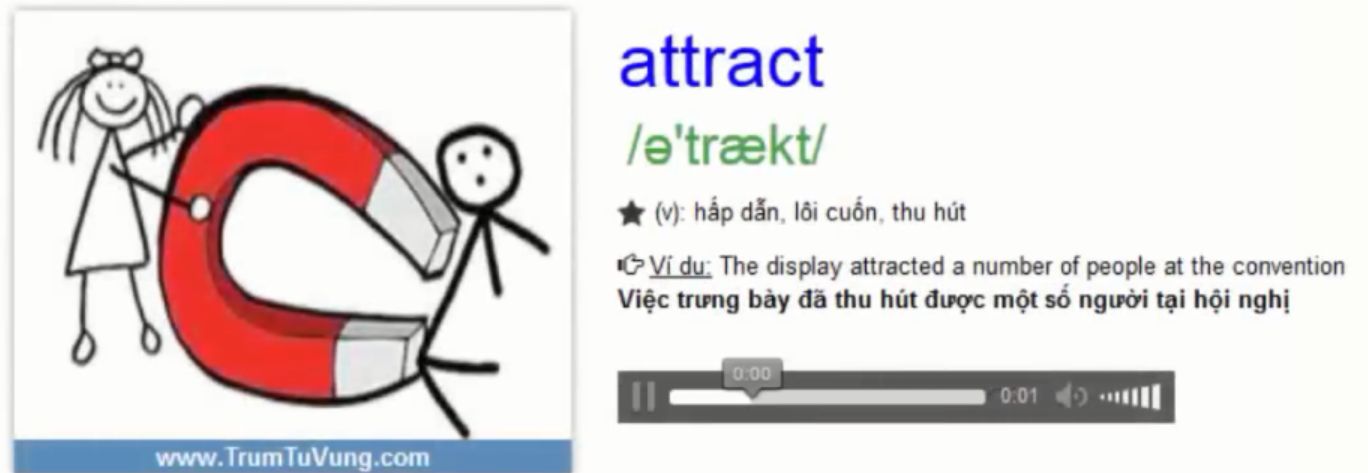 attract
/ə'trækt/
★ (v): hấp dẫn, lôi cuốn, thu hút
Ví dụ: The display attracted a number of people at the convention
Việc trưng bày đã thu hút được một số người tại hội nghị
0:00
0:01
www.TrumTuVung.com